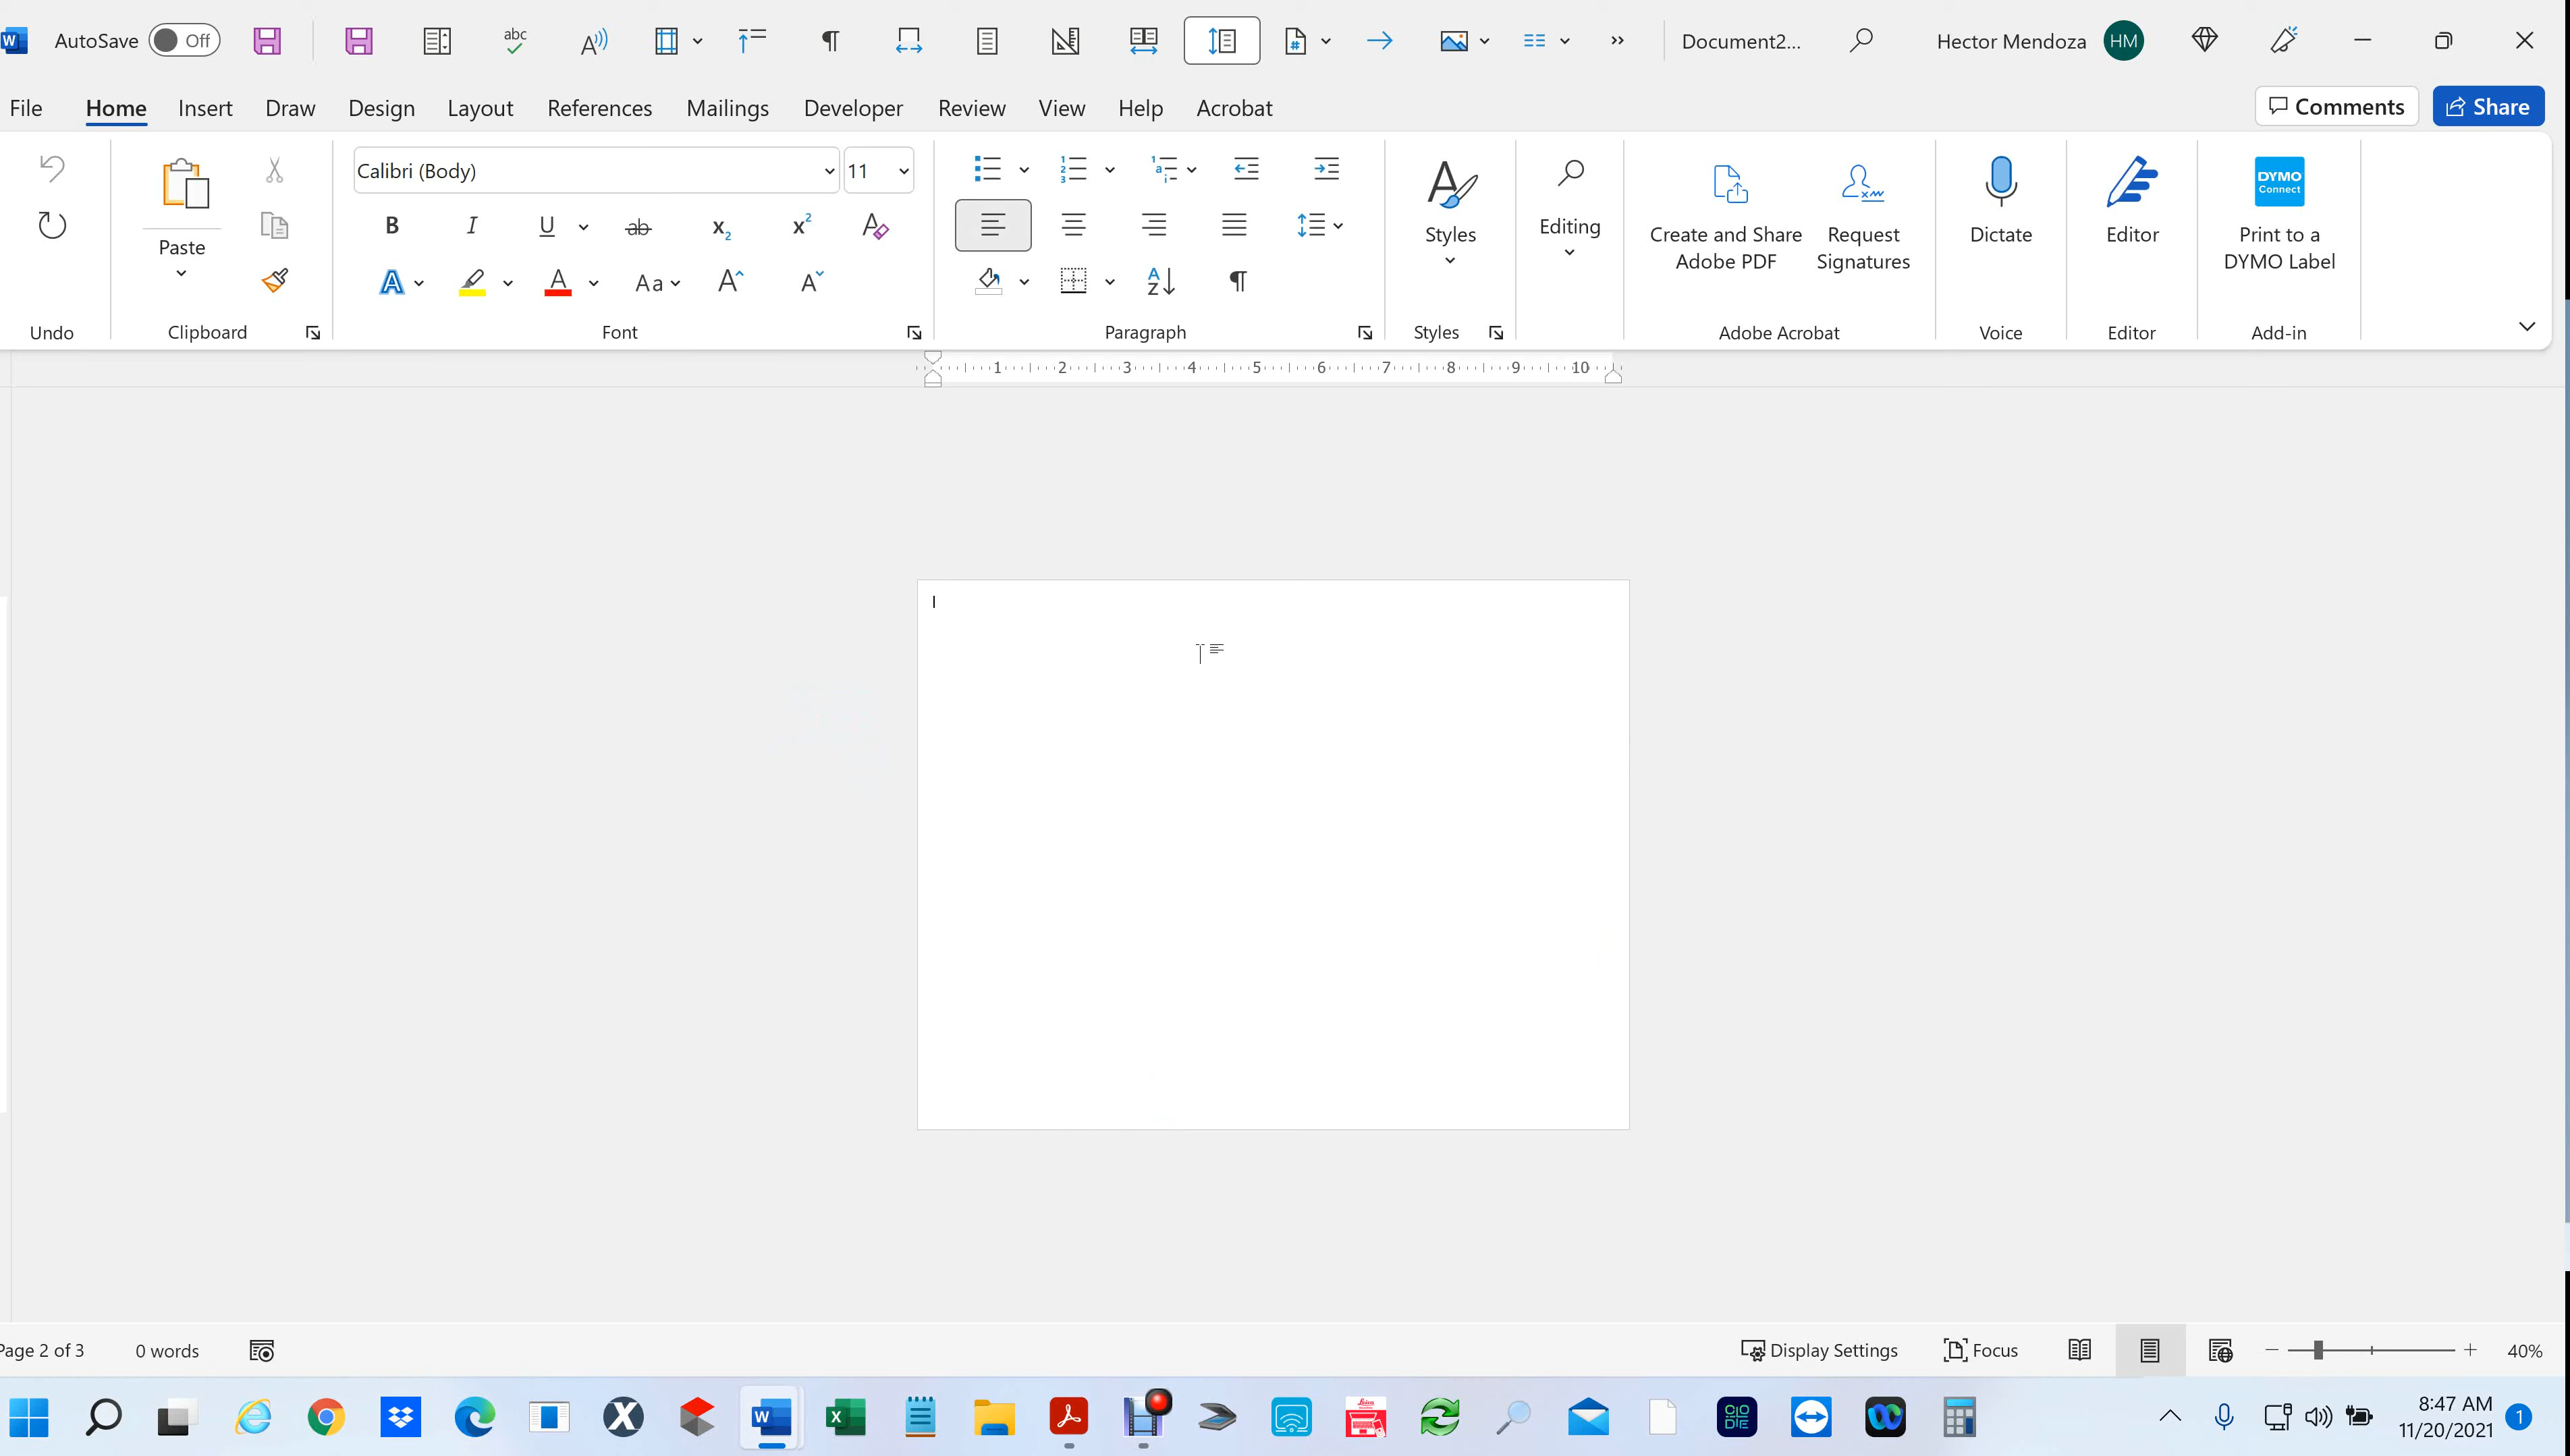 AutoSave Off Document2... Hector Mendoza HM
File Home Insert Draw Design Layout References Mailings Developer Review View Help Acrobat Comments Share
Calibri (Body) 11
Paste
Styles
Editing
Create and Share Adobe PDF
Request Signatures
Dictate
Editor
DYMO Connect
Print to a DYMO Label
Undo Clipboard Font Paragraph Styles Adobe Acrobat Voice Editor Add-in
1 2 3 4 5 6 7 8 9 10
Page 2 of 3 0 words Display Settings Focus 40%
8:47 AM
11/20/2021 1